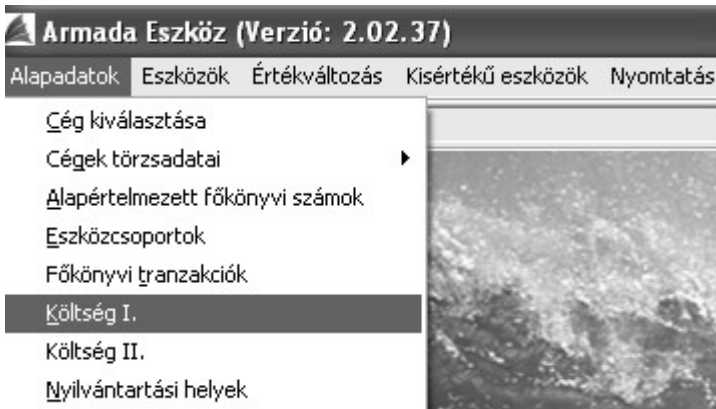 Armada Eszköz (Verzió: 2.02.37)
Alapadatok Eszközök Értékváltozás Kisértékű eszközök Nyomtatás
Cég kiválasztása
Cégek törzsadatai
Alapértelmezett főkönyvi számok
Eszközcsoportok
Főkönyvi tranzakciók
Költség I.
Költség II.
Nyilvántartási helyek